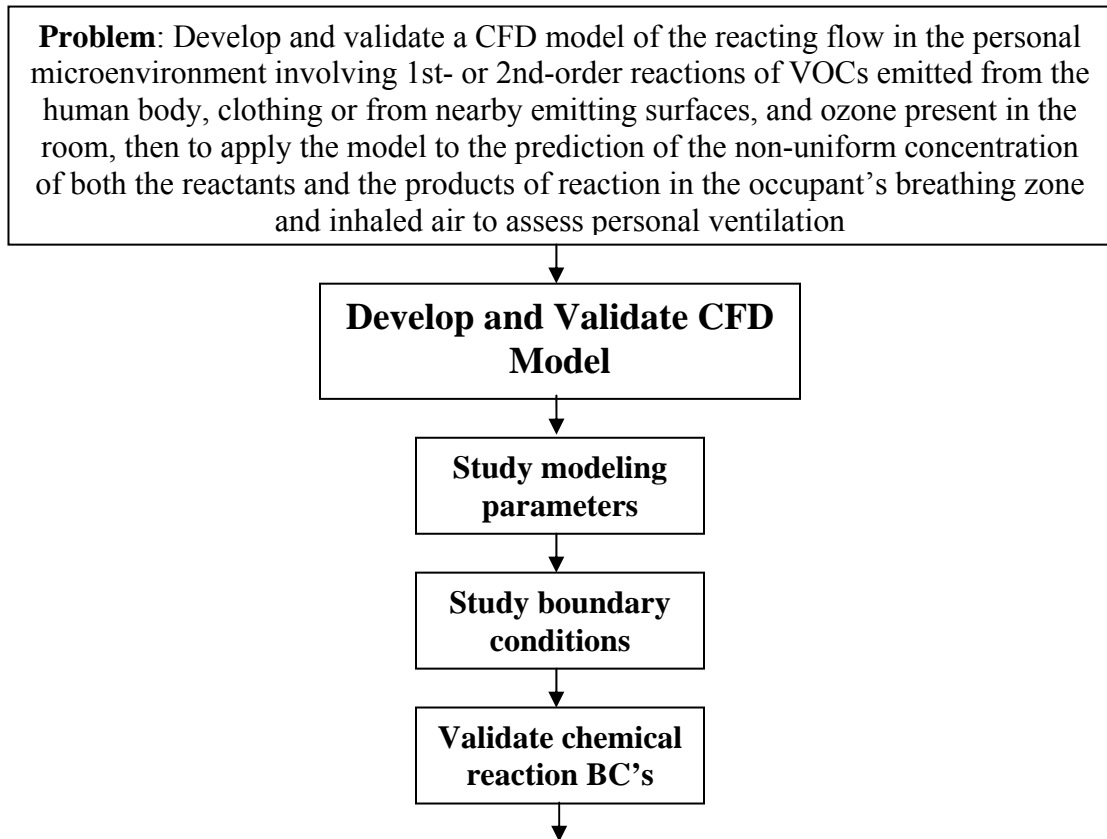 Problem: Develop and validate a CFD model of the reacting flow in the personal
microenvironment involving 1st- or 2nd-order reactions of VOCs emitted from the
human body, clothing or from nearby emitting surfaces, and ozone present in the
room, then to apply the model to the prediction of the non-uniform concentration
of both the reactants and the products of reaction in the occupant’s breathing zone
and inhaled air to assess personal ventilation
Develop and Validate CFD
Model
Study modeling
parameters
Study boundary
conditions
Validate chemical
reaction BC’s